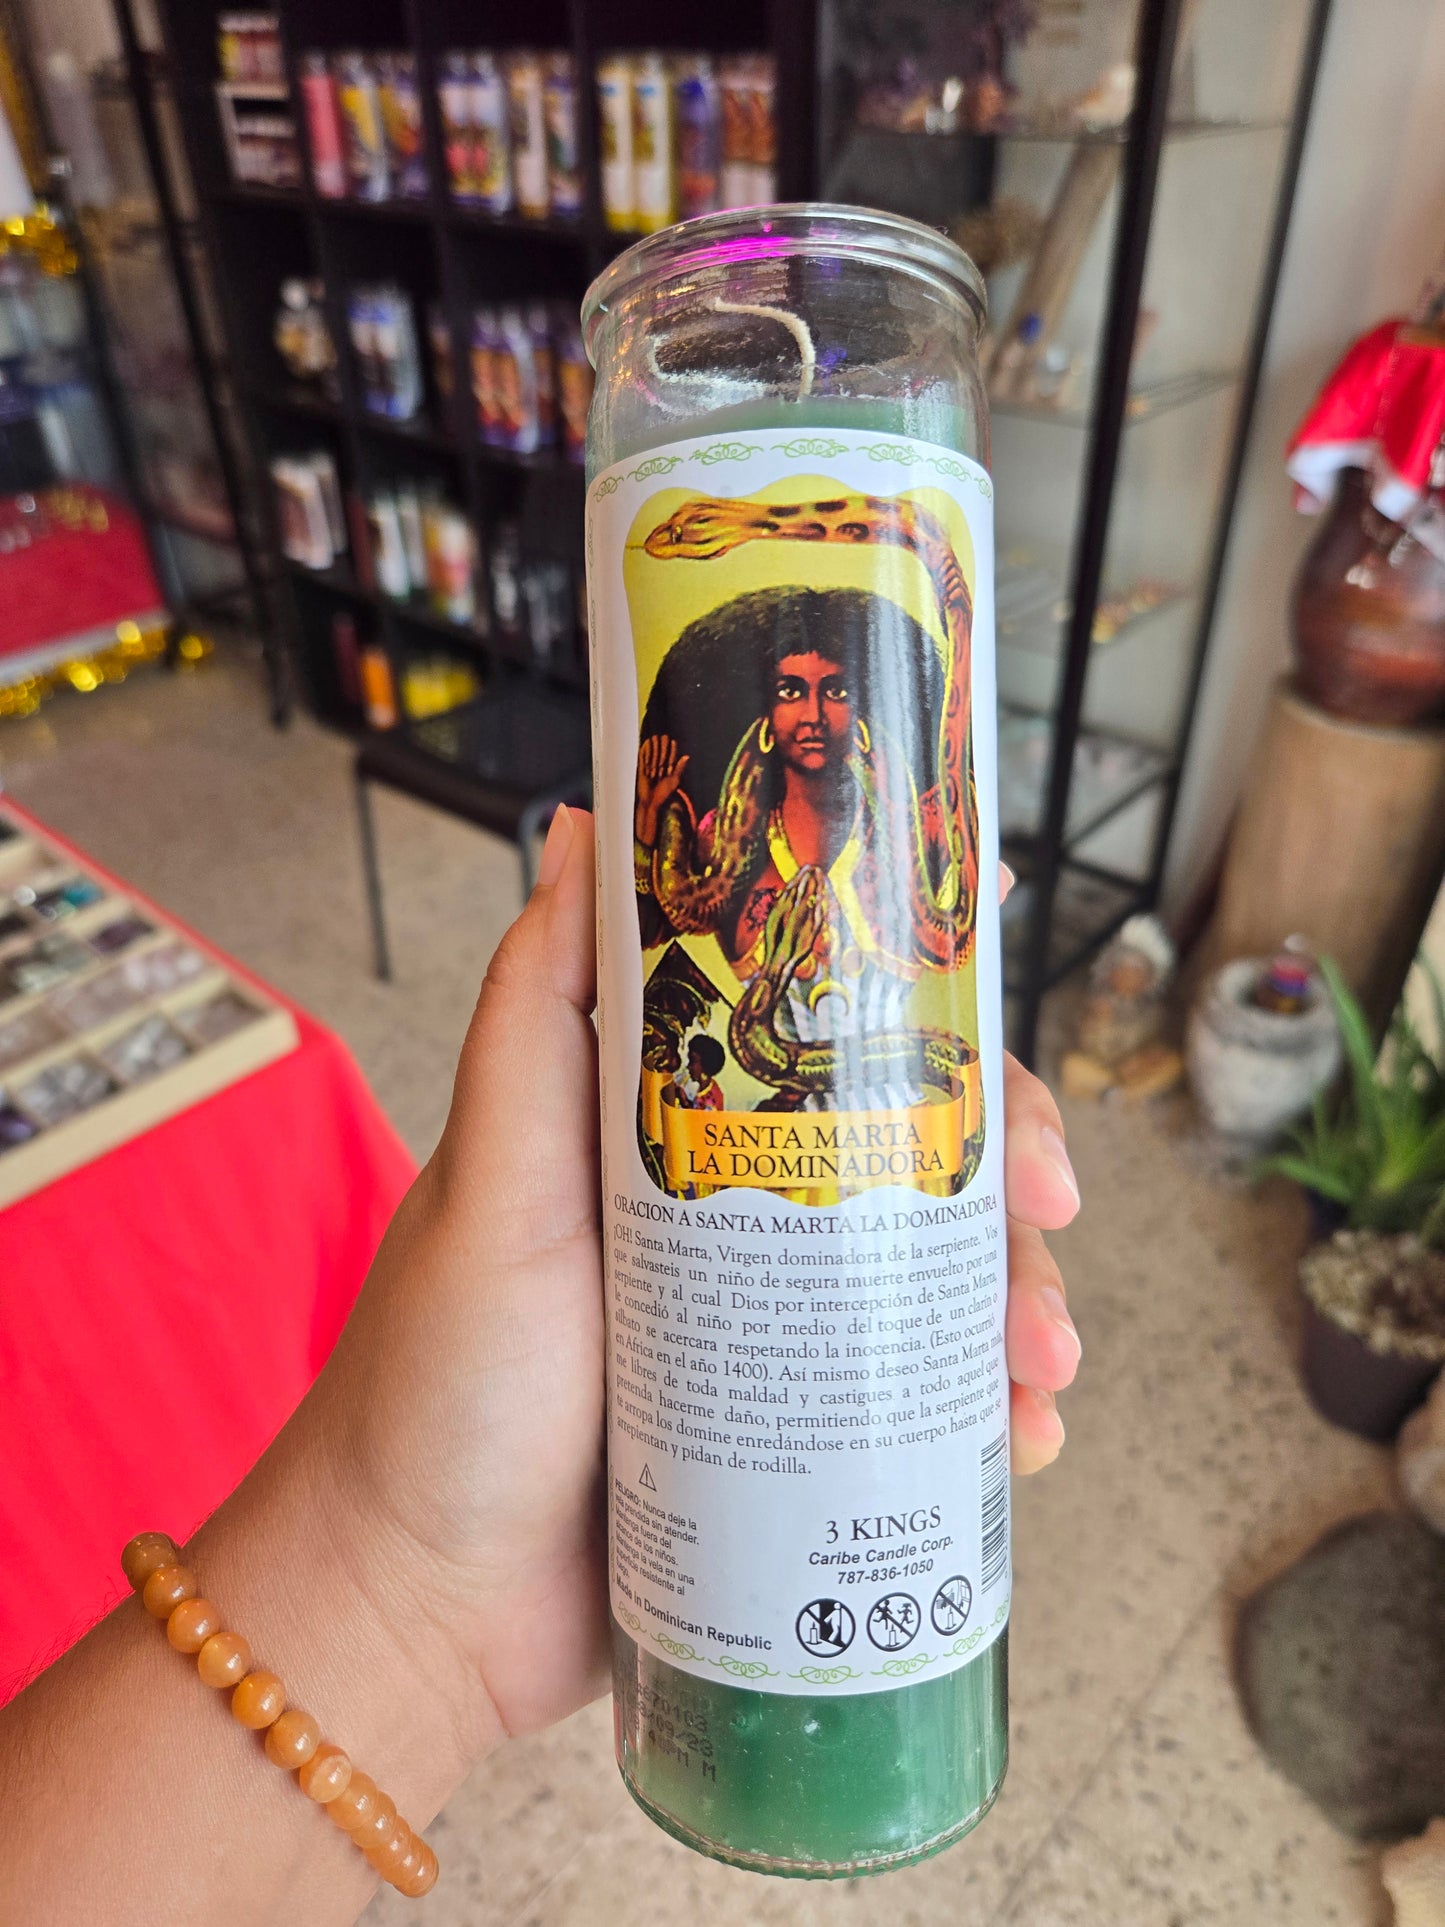 SANTA MARTA
LA DOMINADORA
ORACION A SANTA MARTA LA DOMINADORA
¡OH! Santa Marta, Virgen dominadora de la serpiente. Vos
que salvasteis un niño de segura muerte envuelto por una
serpiente y al cual Dios por intercepción de Santa Marta,
le concedió al niño por medio del toque de un clarín o
silbato se acercara respetando la inocencia. (Esto ocurrió
en Africa en el año 1400). Así mismo deseo Santa Marta mía,
me libres de toda maldad y castigues a todo aquel que
pretenda hacerme daño, permitiendo que la serpiente que
te arropa los domine enredándose en su cuerpo hasta que se
arrepientan y pidan de rodilla.
PELIGRO: Nunca deje la
vela prendida sin atender.
Mantenga fuera del
alcance de los niños.
Mantenga la vela en una
superficie resistente al
fuego.
Made in Dominican Republic
3 KINGS
Caribe Candle Corp.
787-836-1050